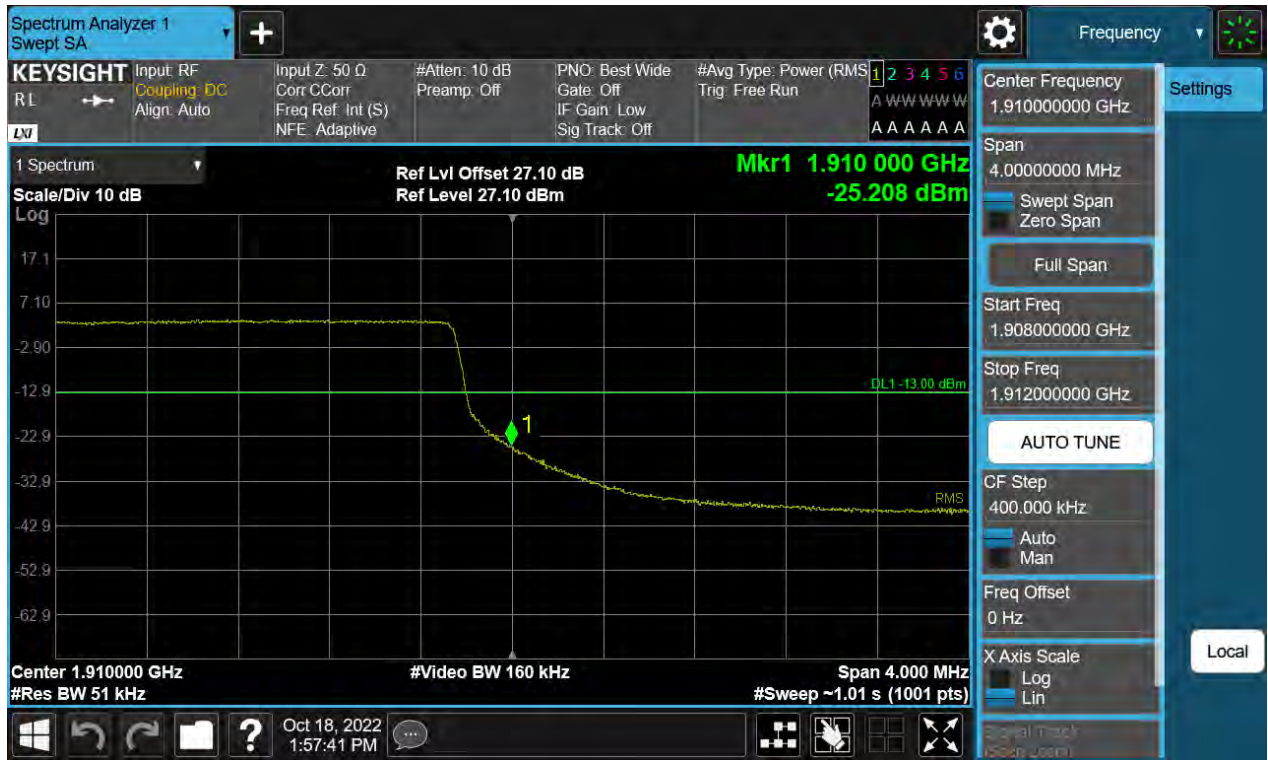 Spectrum Analyzer 1
Swept SA
+
Frequency
KEYSIGHT
RL
LXI
Input: RF
Coupling: DC
Align: Auto
Input Z: 50 Ω
Corr CCorr
Freq Ref: Int (S)
NFE: Adaptive
#Atten: 10 dB
Preamp: Off
PNO: Best Wide
Gate: Off
IF Gain: Low
Sig Track: Off
#Avg Type: Power (RMS
Trig: Free Run
1 2 3 4 5 6
A W W W W W
A A A A A A
1 Spectrum
Scale/Div 10 dB
Log
Ref Lvl Offset 27.10 dB
Ref Level 27.10 dBm
Mkr1 1.910 000 GHz
-25.208 dBm
17.1
7.10
-2.90
-12.9
-22.9
-32.9
-42.9
-52.9
-62.9
DL1 -13.00 dBm
1
RMS
Center 1.910000 GHz
#Res BW 51 kHz
#Video BW 160 kHz
Span 4.000 MHz
#Sweep ~1.01 s (1001 pts)
Center Frequency
1.910000000 GHz
Settings
Span
4.00000000 MHz
Swept Span
Zero Span
Full Span
Start Freq
1.908000000 GHz
Stop Freq
1.912000000 GHz
AUTO TUNE
CF Step
400.000 kHz
Auto
Man
Freq Offset
0 Hz
X Axis Scale
Log
Lin
Local
Signal Track
(Span Zoom)
?
Oct 18, 2022
1:57:41 PM